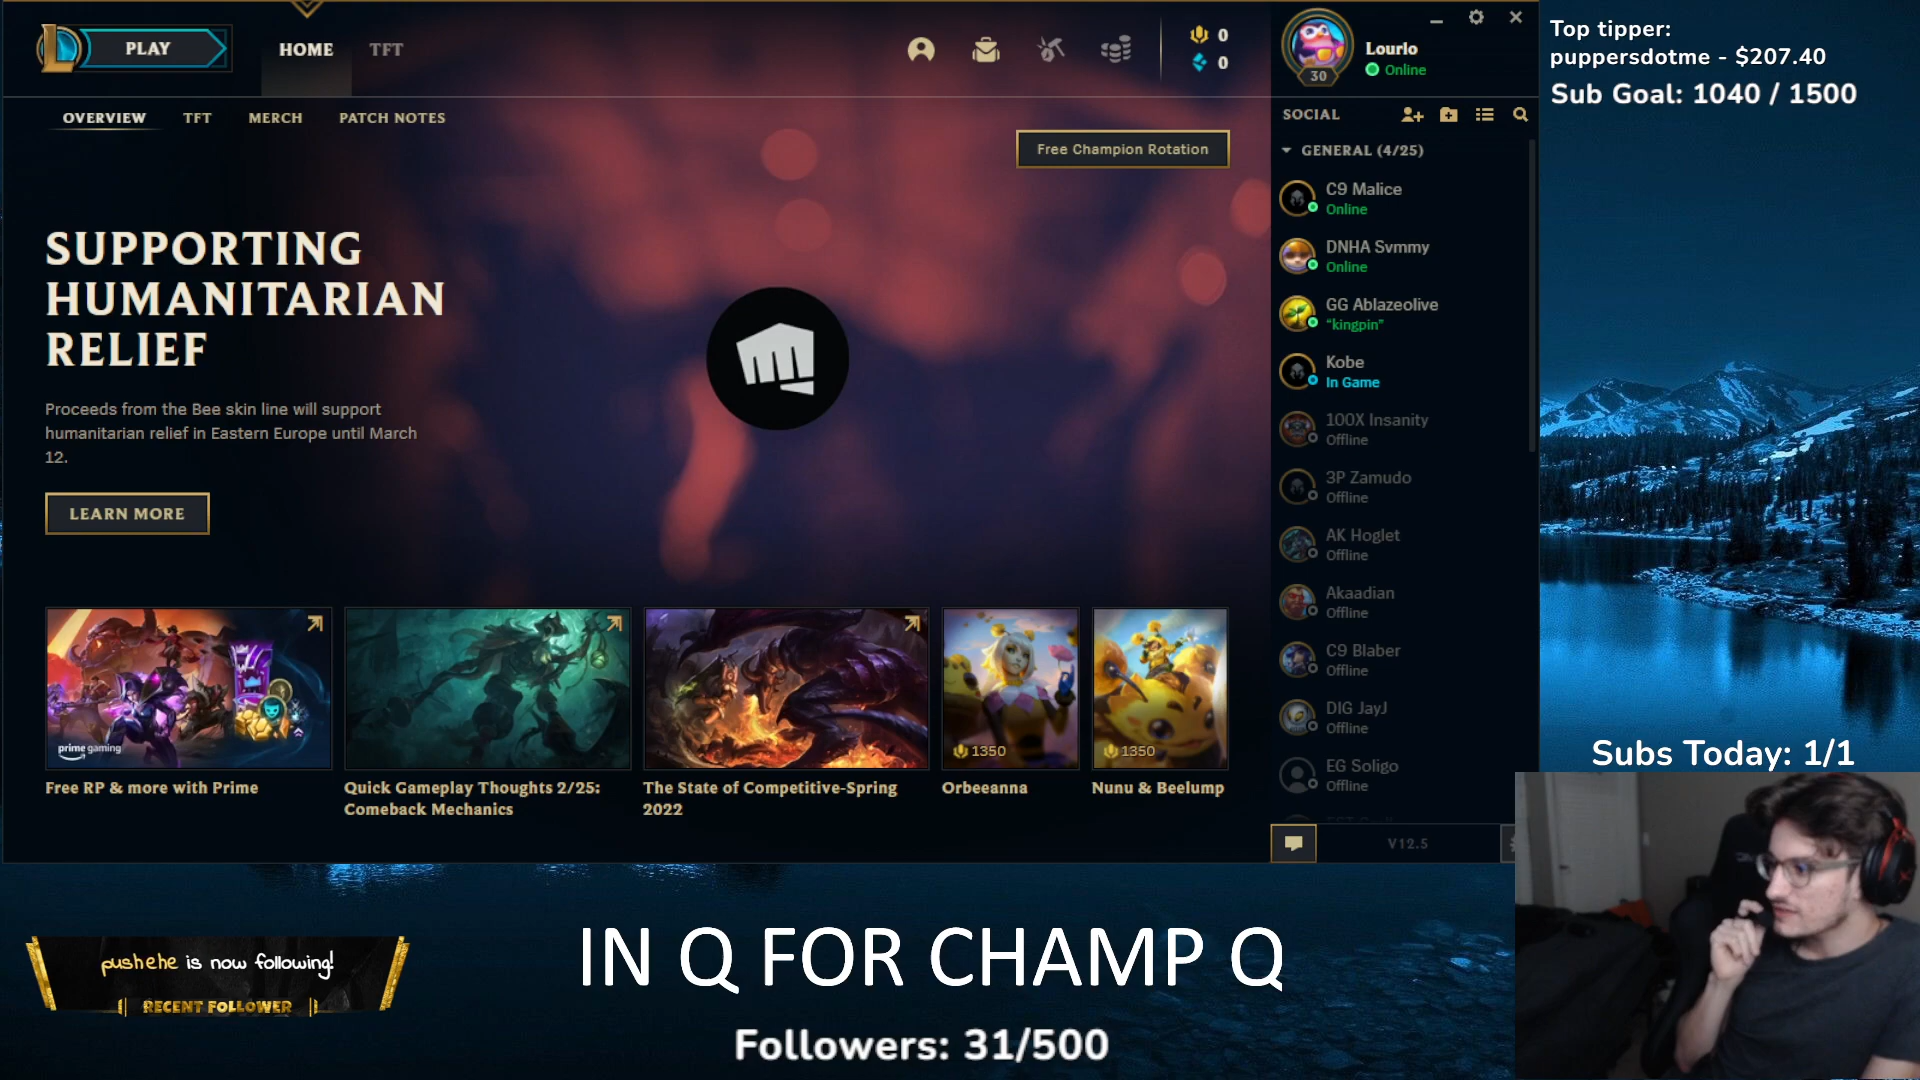 PLAY
HOME
TFT
0
0
30
Lourlo
Online
OVERVIEW
TFT
MERCH
PATCH NOTES
Free Champion Rotation
SUPPORTING
HUMANITARIAN
RELIEF
Proceeds from the Bee skin line will support
humanitarian relief in Eastern Europe until March
12.
LEARN MORE
prime gaming
Free RP & more with Prime
Quick Gameplay Thoughts 2/25:
Comeback Mechanics
The State of Competitive-Spring
2022
1350
Orbeeanna
1350
Nunu & Beelump
SOCIAL
GENERAL (4/25)
C9 Malice
Online
DNHA Svmmy
Online
GG Ablazeolive
"kingpin"
Kobe
In Game
100X Insanity
Offline
3P Zamudo
Offline
AK Hoglet
Offline
Akaadian
Offline
C9 Blaber
Offline
DIG JayJ
Offline
EG Soligo
Offline
V12.5
Top tipper:
puppersdotme - $207.40
Sub Goal: 1040 / 1500
Subs Today: 1/1
pushehe is now following!
RECENT FOLLOWER
IN Q FOR CHAMP Q
Followers: 31/500